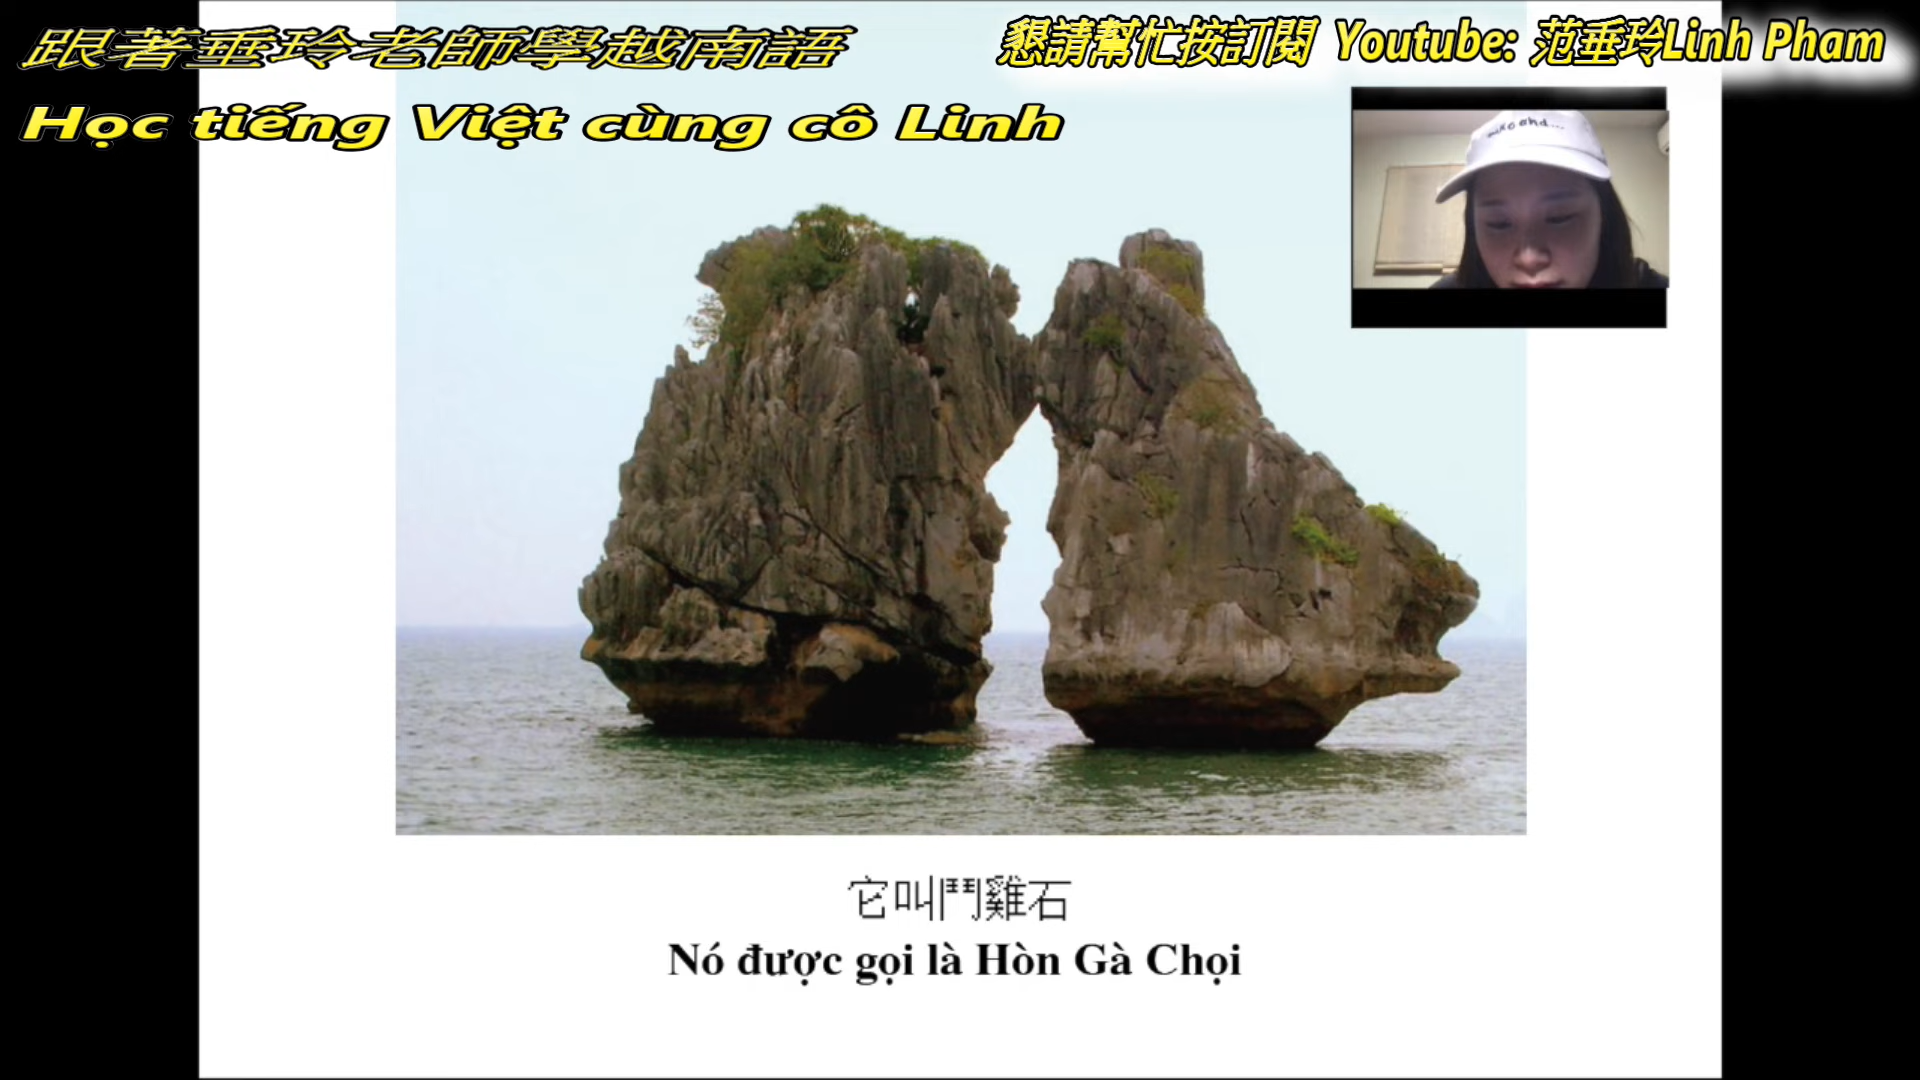 跟著垂玲老師學越南語
懇請幫忙按訂閱 Youtube: 范垂玲Linh Pham
Học tiếng Việt cùng cô Linh
它叫鬥雞石
Nó được gọi là Hòn Gà Chọi